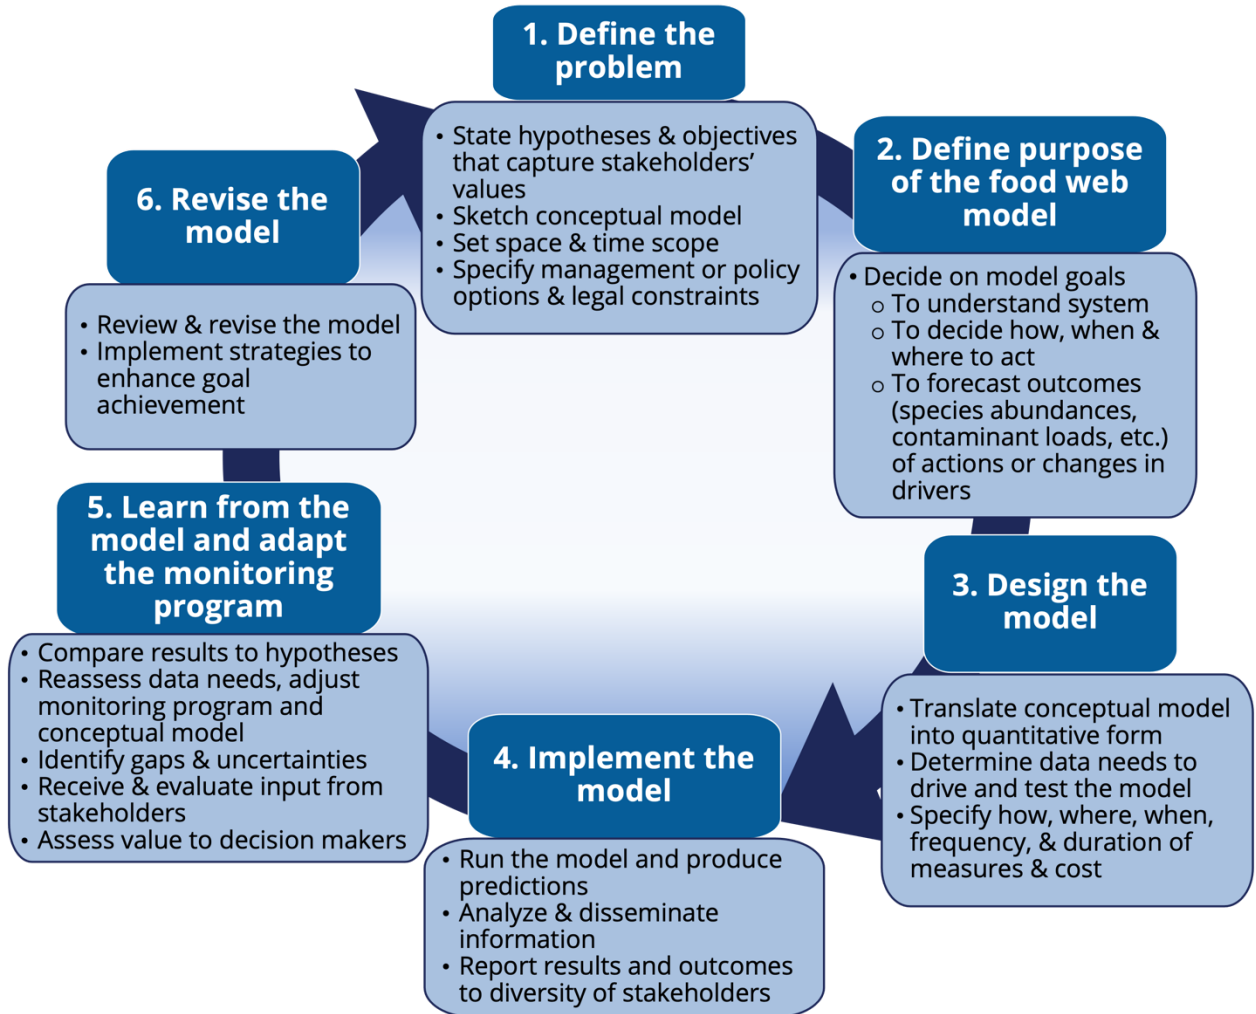 1. Define the
problem
• State hypotheses & objectives
that capture stakeholders’
values
• Sketch conceptual model
• Set space & time scope
• Specify management or policy
options & legal constraints
2. Define purpose
of the food web
model
• Decide on model goals
o To understand system
o To decide how, when &
where to act
o To forecast outcomes
(species abundances,
contaminant loads, etc.)
of actions or changes in
drivers
3. Design the
model
• Translate conceptual model
into quantitative form
• Determine data needs to
drive and test the model
• Specify how, where, when,
frequency, & duration of
measures & cost
4. Implement the
model
• Run the model and produce
predictions
• Analyze & disseminate
information
• Report results and outcomes
to diversity of stakeholders
5. Learn from the
model and adapt
the monitoring
program
• Compare results to hypotheses
• Reassess data needs, adjust
monitoring program and
conceptual model
• Identify gaps & uncertainties
• Receive & evaluate input from
stakeholders
• Assess value to decision makers
6. Revise the
model
• Review & revise the model
• Implement strategies to
enhance goal
achievement